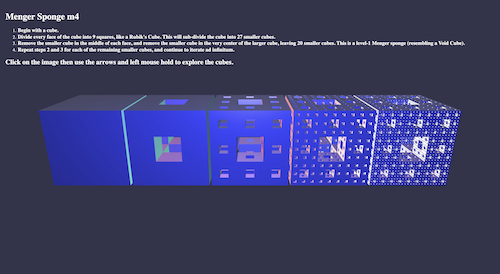 Menger Sponge m4
1. Begin with a cube.
2. Divide every face of the cube into 9 squares, like a Rubik's Cube. This will sub-divide the cube into 27 smaller cubes.
3. Remove the smaller cube in the middle of each face, and remove the smaller cube in the very center of the larger cube, leaving 20 smaller cubes. This is a level-1 Menger sponge (resembling a Void Cube).
4. Repeat steps 2 and 3 for each of the remaining smaller cubes, and continue to iterate ad infinitum.
Click on the image then use the arrows and left mouse hold to explore the cubes.